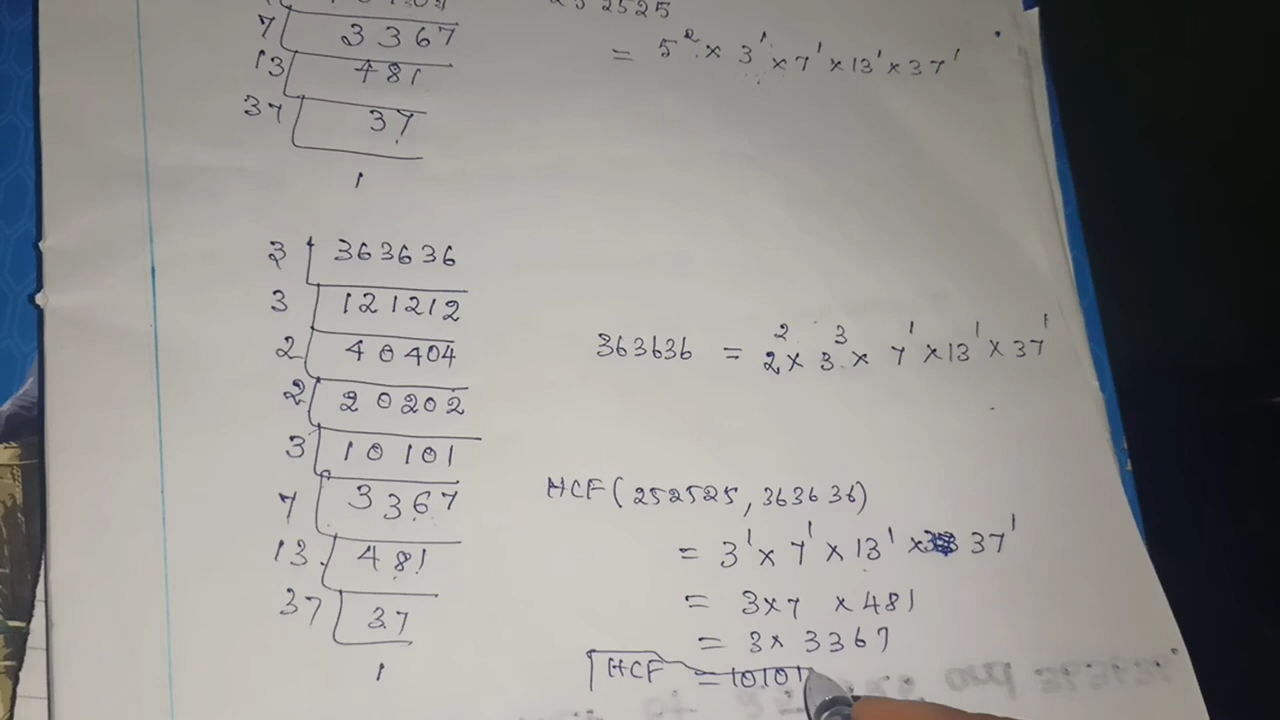 252525
7 3367
= 5² × 3¹ × 7¹ × 13¹ × 37¹
13 481
37 37
1
3 363636
3 121212
2 40404
363636 = 2² × 3³ × 7¹ × 13¹ × 37¹
2 20202
3 10101
7 3367
HCF (252525, 363636)
13 481
= 3¹ × 7¹ × 13¹ × 37¹
37 37
= 3×7 × 481
= 3× 3367
1
HCF = 10101